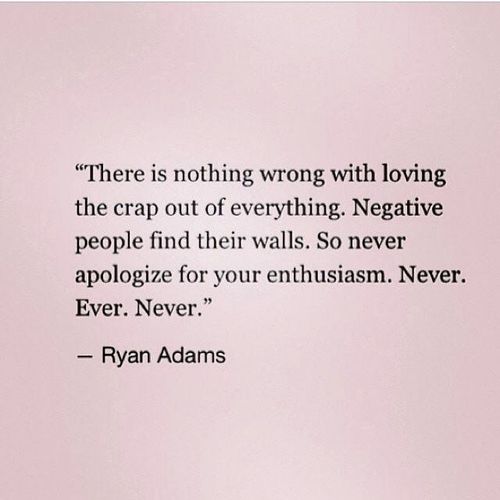 “There is nothing wrong with loving
the crap out of everything. Negative
people find their walls. So never
apologize for your enthusiasm. Never.
Ever. Never.”
— Ryan Adams